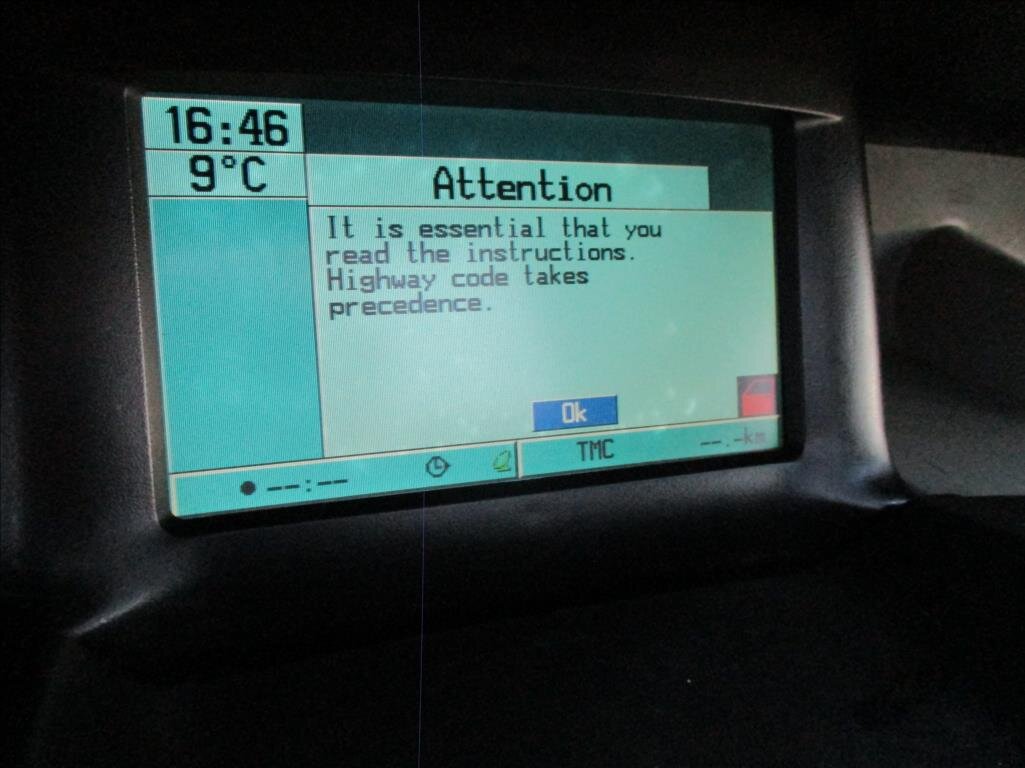 16:46
9°C
Attention
It is essential that you
read the instructions.
Highway code takes
precedence.
Ok
--:--
TMC
--.-km